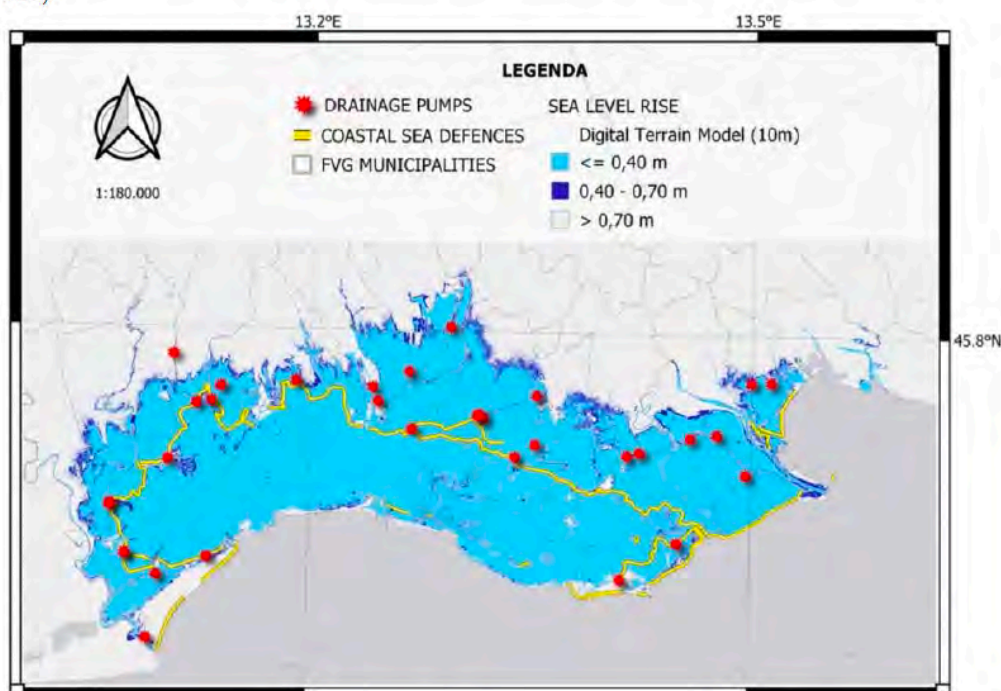 13.2°E
13.5°E
LEGENDA
DRAINAGE PUMPS
COASTAL SEA DEFENCES
FVG MUNICIPALITIES
SEA LEVEL RISE
Digital Terrain Model (10m)
<= 0,40 m
0,40 - 0,70 m
> 0,70 m
1:180.000
45.8°N